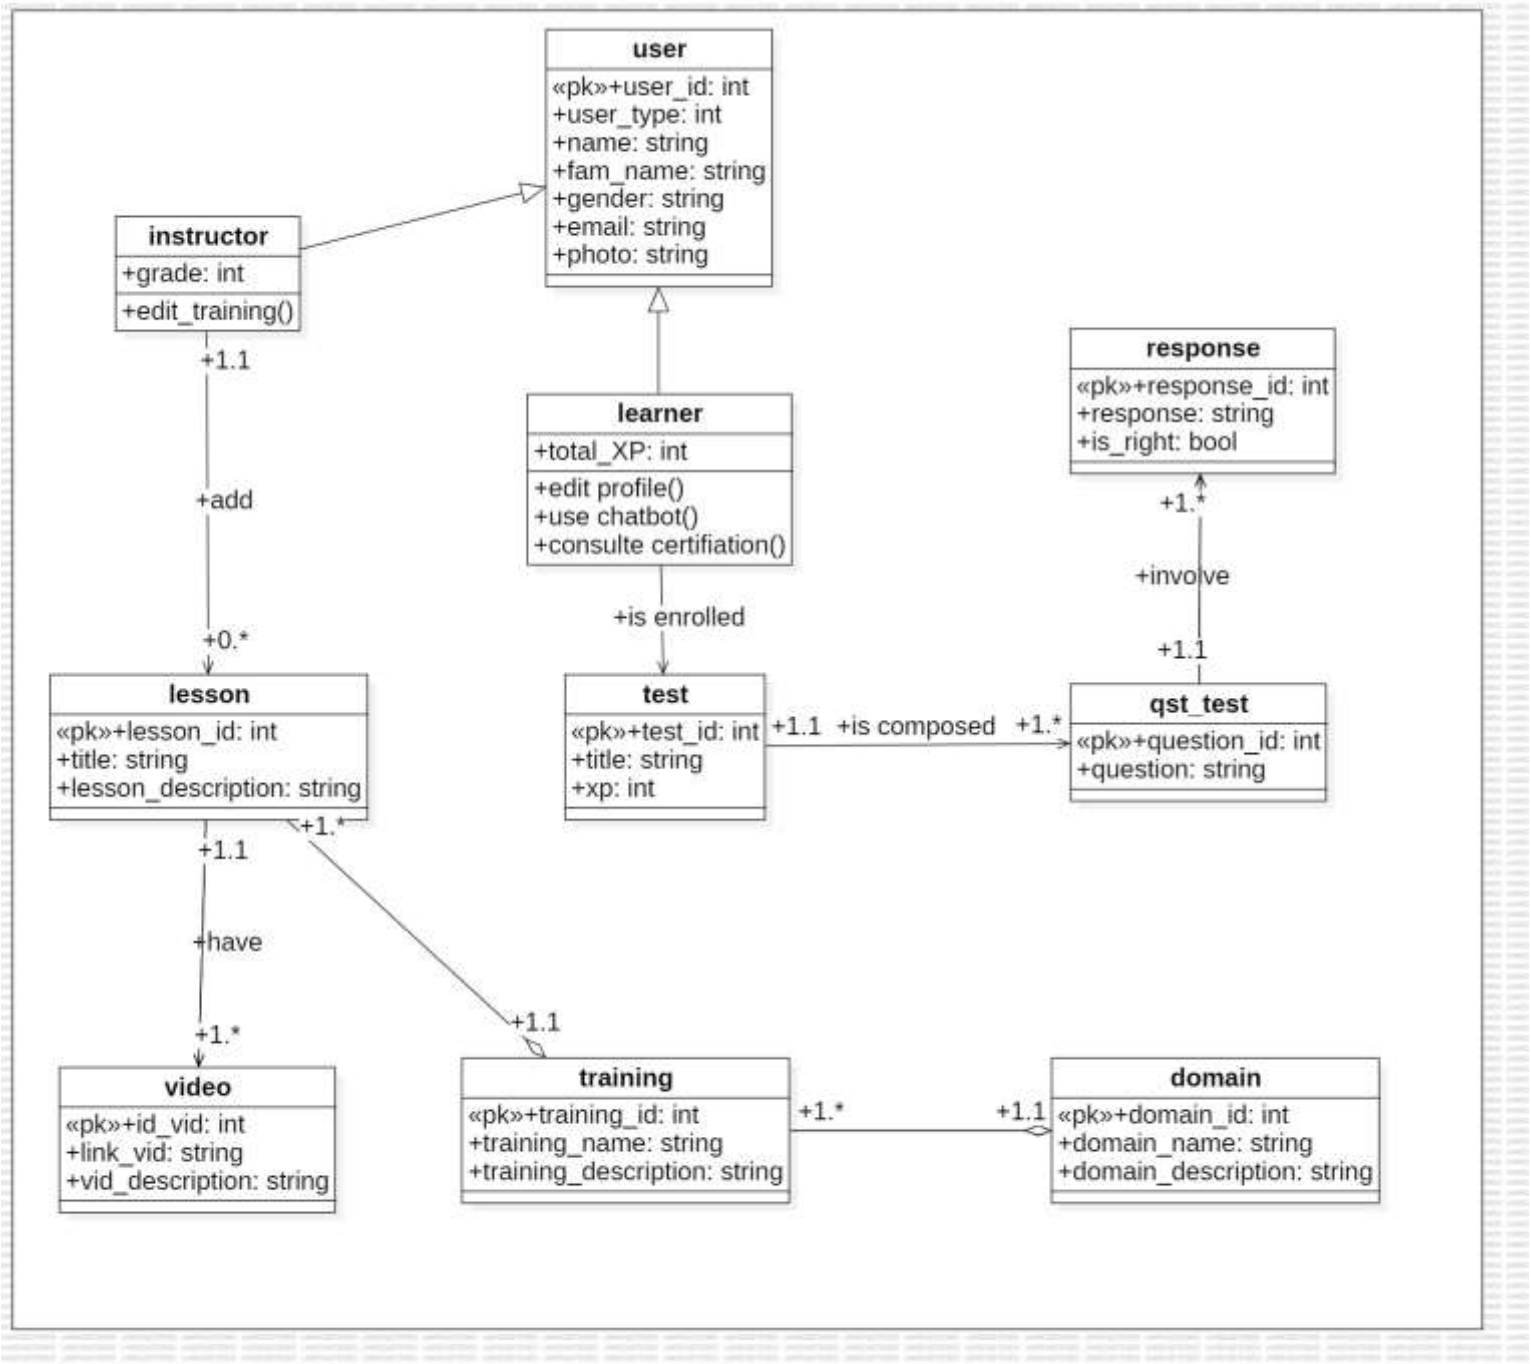 user
«pk»+user_id: int
+user_type: int
+name: string
+fam_name: string
+gender: string
+email: string
+photo: string
instructor
+grade: int
+edit_training()
+1.1
+add
+0.*
learner
+total_XP: int
+edit profile()
+use chatbot()
+consulte certifiation()
+is enrolled
response
«pk»+response_id: int
+response: string
+is_right: bool
+1.*
+involve
+1.1
lesson
«pk»+lesson_id: int
+title: string
+lesson_description: string
test
«pk»+test_id: int
+title: string
+xp: int
+1.1 +is composed +1.*
qst_test
«pk»+question_id: int
+question: string
+1.*
+1.1
+have
+1.*
+1.1
video
«pk»+id_vid: int
+link_vid: string
+vid_description: string
training
«pk»+training_id: int
+training_name: string
+training_description: string
+1.* +1.1
domain
«pk»+domain_id: int
+domain_name: string
+domain_description: string